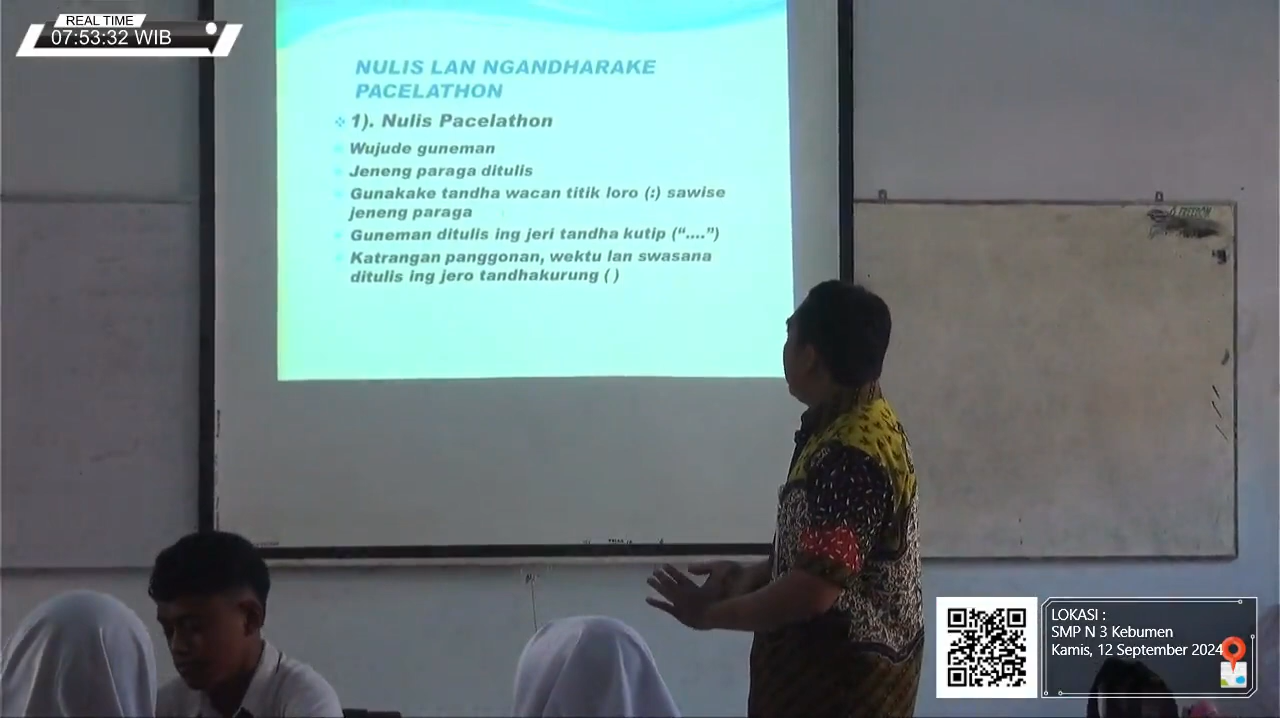 REAL TIME
07:53:32 WIB
NULIS LAN NGANDHARAKE
PACELATHON
1). Nulis Pacelathon
Wujude guneman
Jeneng paraga ditulis
Gunakake tandha wacan titik loro (:) sawise
jeneng paraga
Guneman ditulis ing jeri tandha kutip (“....”)
Katrangan panggonan, wektu lan swasana
ditulis ing jero tandhakurung ( )
LOKASI :
SMP N 3 Kebumen
Kamis, 12 September 2024